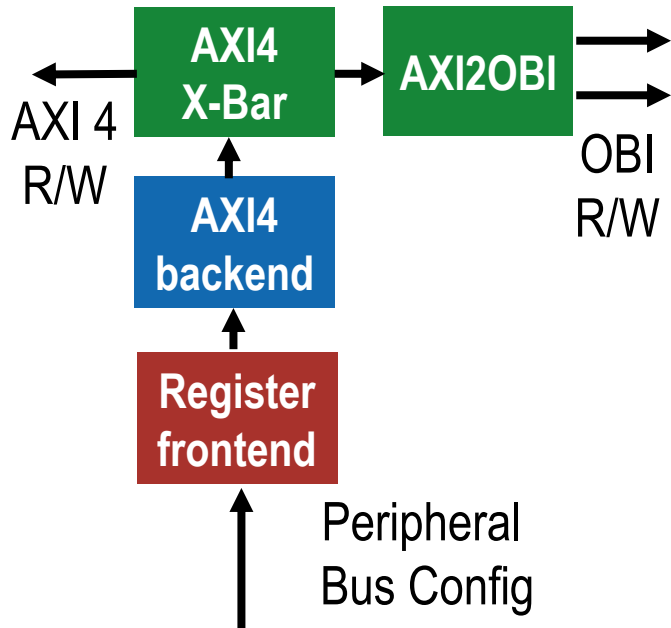 AXI4
X-Bar
AXI2OBI
AXI 4
R/W
OBI
R/W
AXI4
backend
Register
frontend
Peripheral
Bus Config